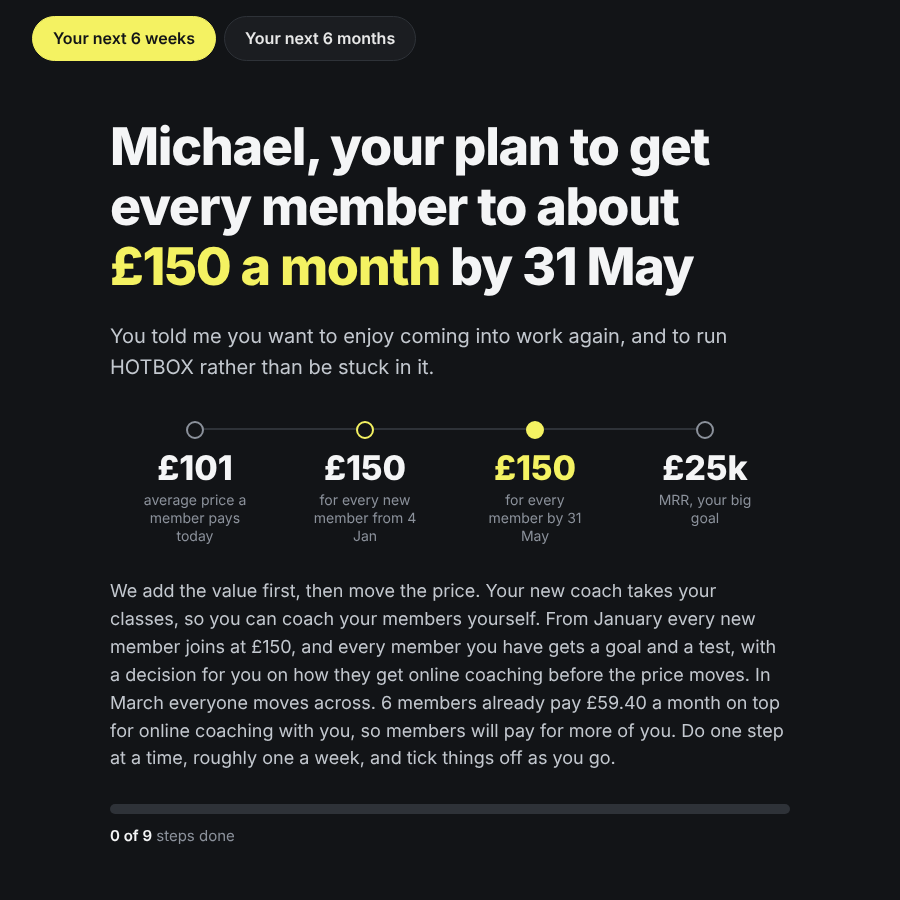 Your next 6 weeks
Your next 6 months
Michael, your plan to get
every member to about
£150 a month by 31 May
You told me you want to enjoy coming into work again, and to run
HOTBOX rather than be stuck in it.
£101
average price a
member pays
today
£150
for every new
member from 4
Jan
£150
for every
member by 31
May
£25k
MRR, your big
goal
We add the value first, then move the price. Your new coach takes your
classes, so you can coach your members yourself. From January every new
member joins at £150, and every member you have gets a goal and a test, with
a decision for you on how they get online coaching before the price moves. In
March everyone moves across. 6 members already pay £59.40 a month on top
for online coaching with you, so members will pay for more of you. Do one step
at a time, roughly one a week, and tick things off as you go.
0 of 9 steps done